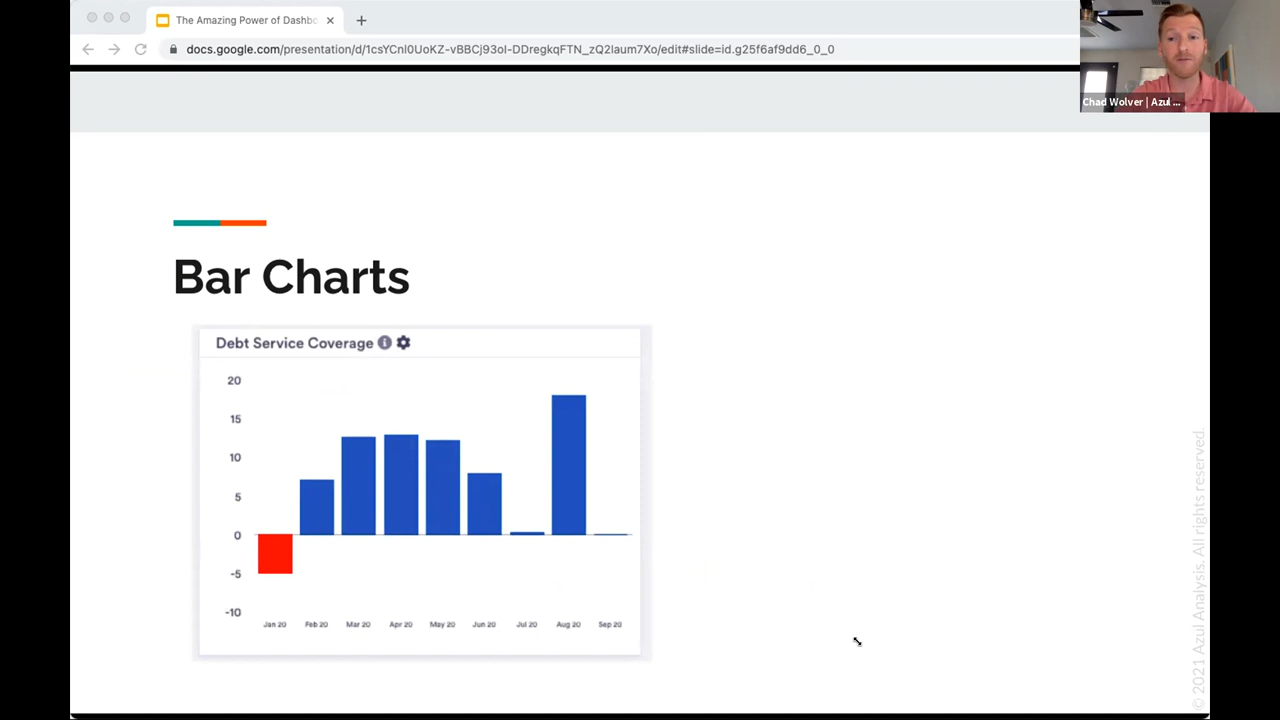 The Amazing Power of Dashbo
docs.google.com/presentation/d/1csYCnl0UoKZ-vBBCj93oI-DDregkqFTN_zQ2laum7Xo/edit#slide=id.g25f6af9dd6_0_0
Chad Wolver | Azul ...
Bar Charts
Debt Service Coverage
20
15
10
5
0
-5
-10
Jan 20 Feb 20 Mar 20 Apr 20 May 20 Jun 20 Jul 20 Aug 20 Sep 20
© 2021 Azul Analysis. All rights reserved.